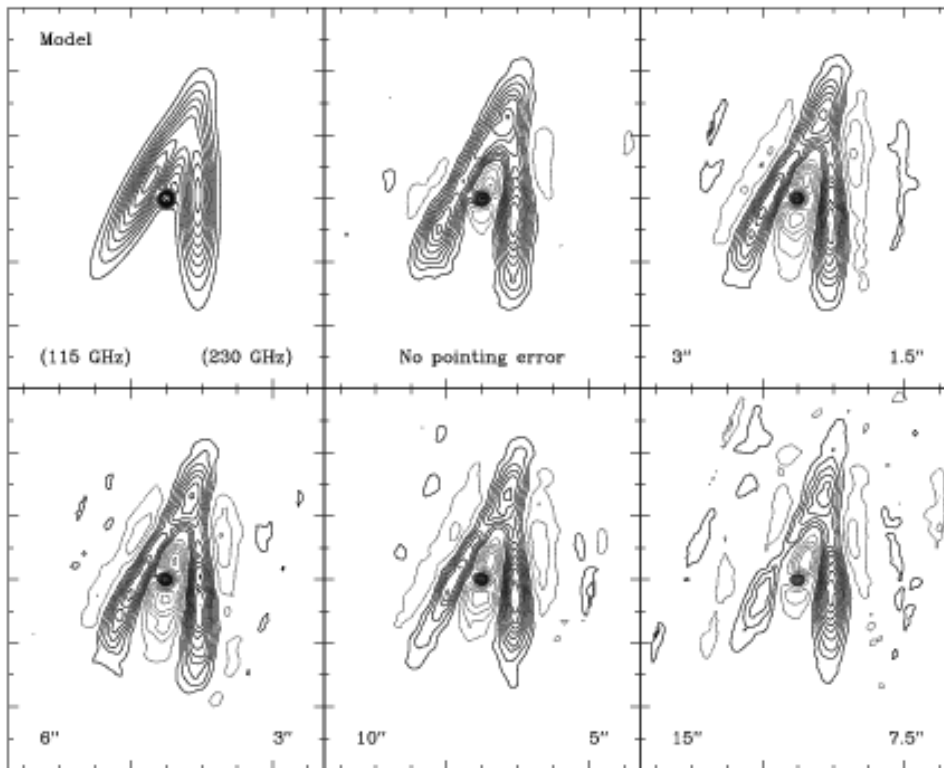 Model
(115 GHz) (230 GHz)
No pointing error
3" 1.5"
6" 3"
10" 5"
15" 7.5"